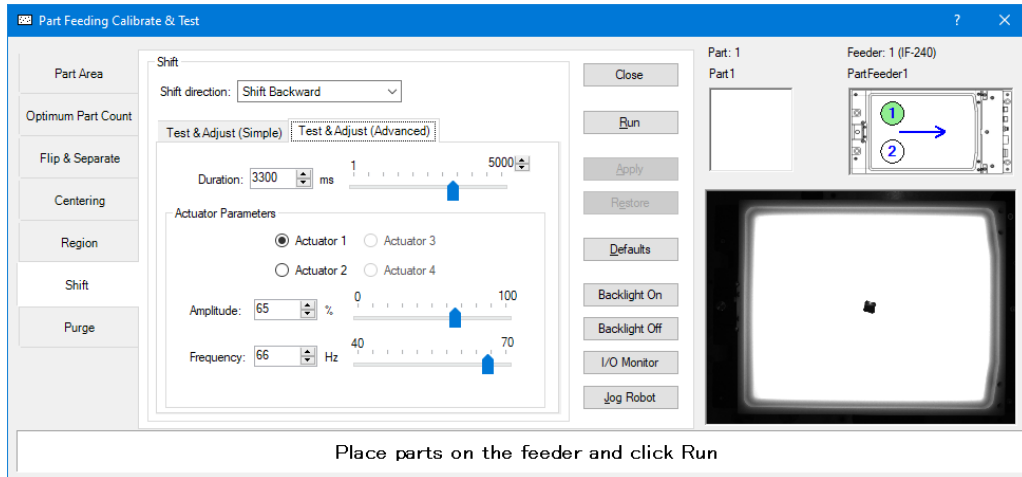 Part Feeding Calibrate & Test
? ×
Part Area
Optimum Part Count
Flip & Separate
Centering
Region
Shift
Purge
Shift
Shift direction: Shift Backward
Test & Adjust (Simple) Test & Adjust (Advanced)
Duration: 3300 ms 1 5000
Actuator Parameters
Actuator 1 Actuator 3
Actuator 2 Actuator 4
Amplitude: 65 % 0 100
Frequency: 66 Hz 40 70
Close
Run
Apply
Restore
Defaults
Backlight On
Backlight Off
I/O Monitor
Jog Robot
Part: 1
Part1
Feeder: 1 (IF-240)
PartFeeder1
1
2
Place parts on the feeder and click Run